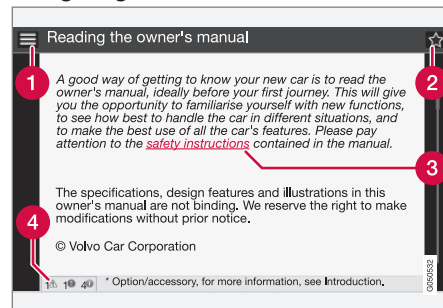 Reading the owner's manual
1
2
A good way of getting to know your new car is to read the
owner's manual, ideally before your first journey. This will give
you the opportunity to familiarise yourself with new functions,
to see how best to handle the car in different situations, and
to make the best use of all the car's features. Please pay
attention to the safety instructions contained in the manual.
3
The specifications, design features and illustrations in this
owner's manual are not binding. We reserve the right to make
modifications without prior notice.
4
© Volvo Car Corporation
1 1 4 * Option/accessory, for more information, see Introduction.
G050532